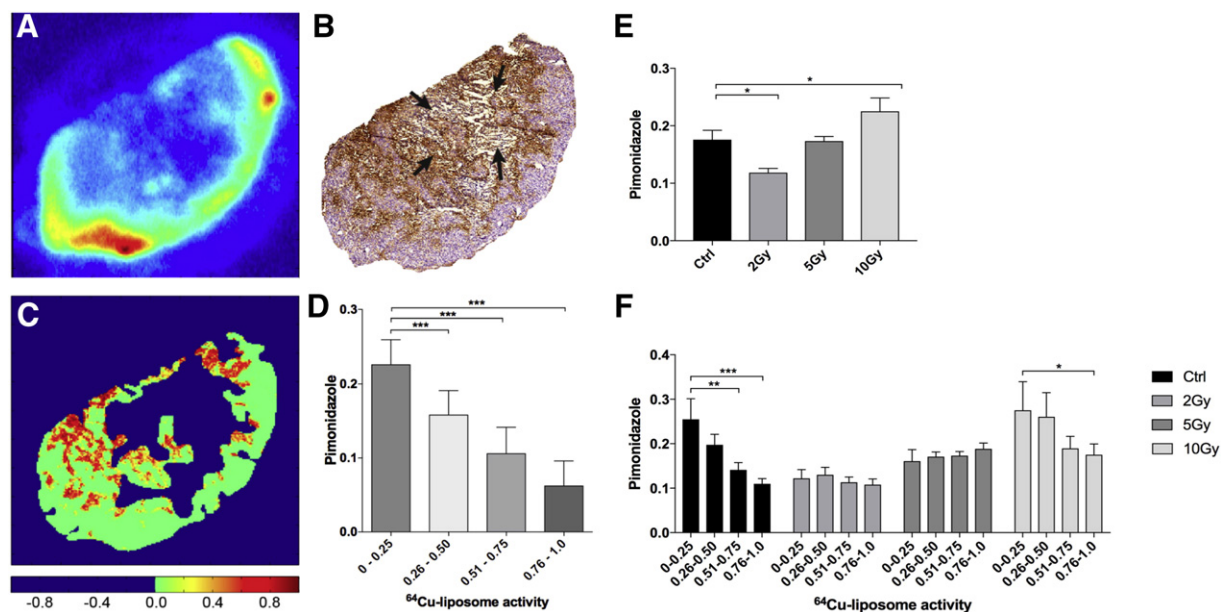 A
B
C
-0.8 -0.4 0.0 0.4 0.8
D
Pimonidazole
0.3
0.2
0.1
0.0
***
***
***
0 - 0.25
0.26 - 0.50
0.51 - 0.75
0.76 - 1.0
64Cu-liposome activity
E
Pimonidazole
0.3
0.2
0.1
0.0
*
*
Ctrl
2Gy
5Gy
10Gy
F
Pimonidazole
0.4
0.3
0.2
0.1
0.0
***
**
*
0-0.25
0.26-0.50
0.51-0.75
0.76-1.0
0-0.25
0.26-0.50
0.51-0.75
0.76-1.0
0-0.25
0.26-0.50
0.51-0.75
0.76-1.0
0-0.25
0.26-0.50
0.51-0.75
0.76-1.0
64Cu-liposome activity
Ctrl
2Gy
5Gy
10Gy